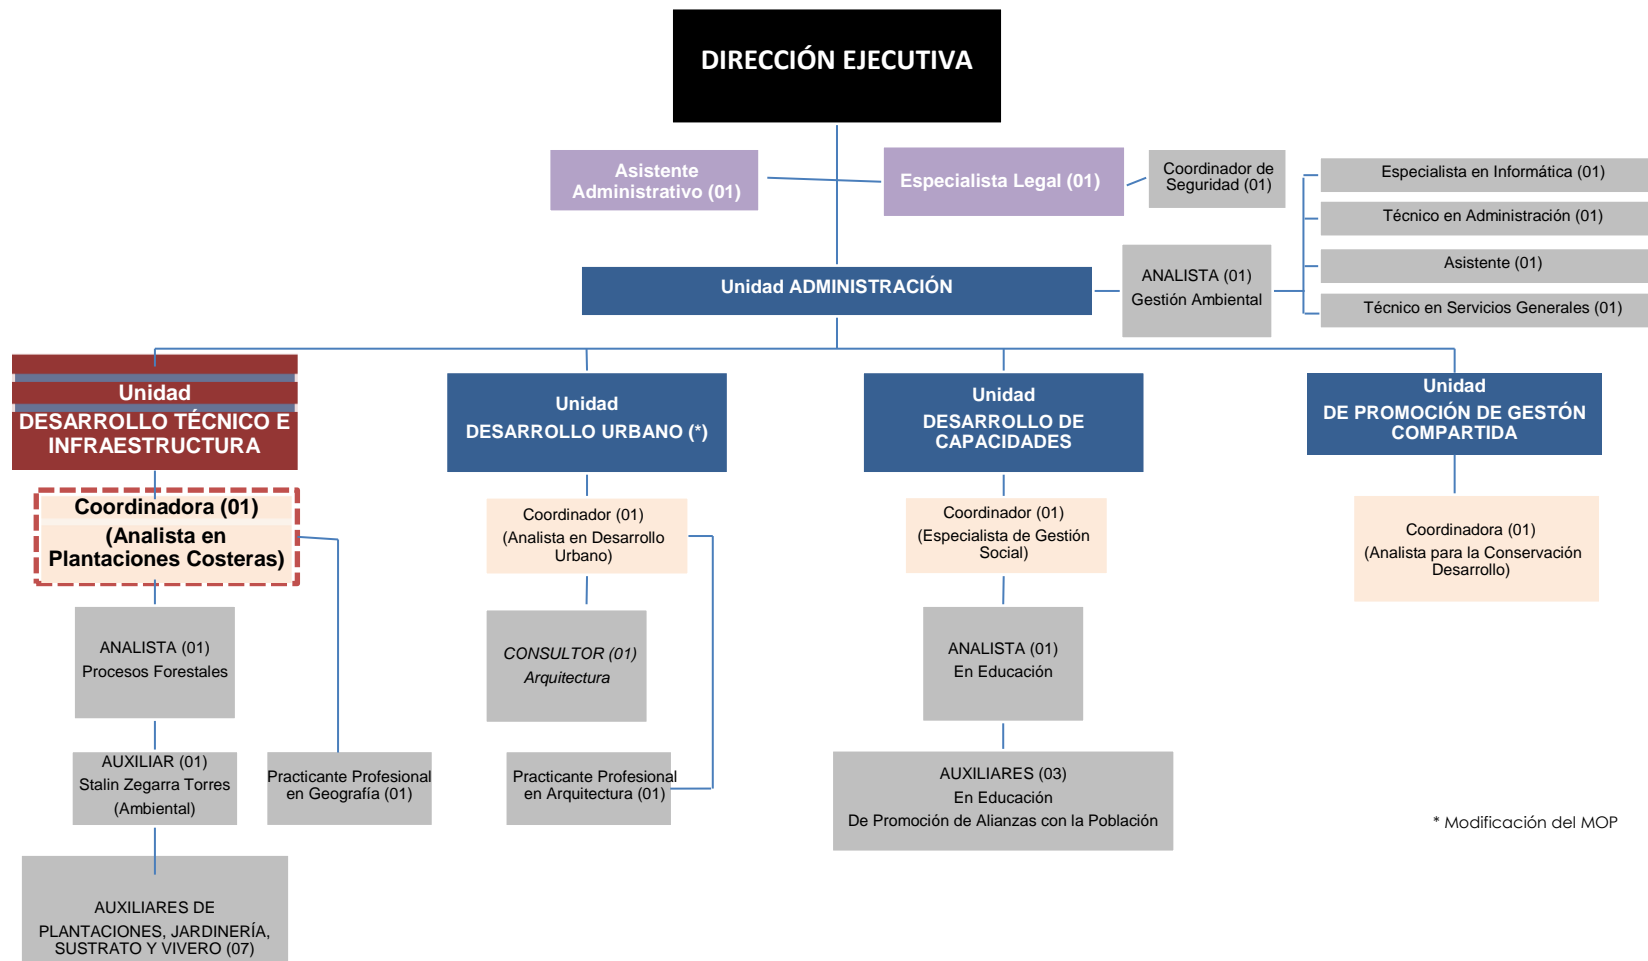 DIRECCIÓN EJECUTIVA
Asistente
Administrativo (01)
Especialista Legal (01)
Coordinador de
Seguridad (01)
Especialista en Informática (01)
Técnico en Administración (01)
Asistente (01)
Técnico en Servicios Generales (01)
Unidad ADMINISTRACIÓN
ANALISTA (01)
Gestión Ambiental
Unidad
DESARROLLO TÉCNICO E
INFRAESTRUCTURA
Unidad
DESARROLLO URBANO (*)
Unidad
DESARROLLO DE
CAPACIDADES
Unidad
DE PROMOCIÓN DE GESTÓN
COMPARTIDA
Coordinadora (01)
(Analista en
Plantaciones Costeras)
Coordinador (01)
(Analista en Desarrollo
Urbano)
Coordinador (01)
(Especialista de Gestión
Social)
Coordinadora (01)
(Analista para la Conservación
Desarrollo)
ANALISTA (01)
Procesos Forestales
CONSULTOR (01)
Arquitectura
ANALISTA (01)
En Educación
AUXILIAR (01)
Stalin Zegarra Torres
(Ambiental)
Practicante Profesional
en Geografía (01)
Practicante Profesional
en Arquitectura (01)
AUXILIARES (03)
En Educación
De Promoción de Alianzas con la Población
* Modificación del MOP
AUXILIARES DE
PLANTACIONES, JARDINERÍA,
SUSTRATO Y VIVERO (07)